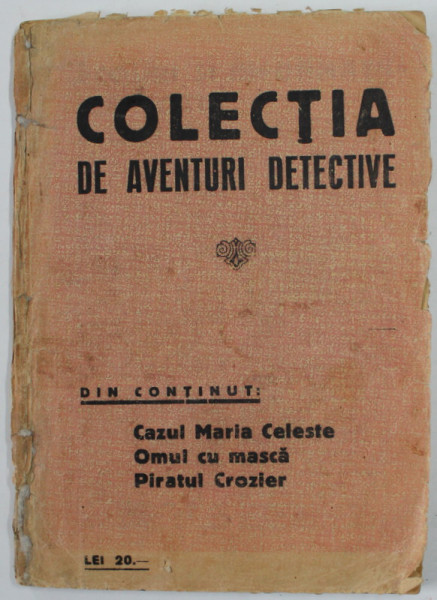 COLECȚIA
DE AVENTURI DETECTIVE
DIN CONȚINUT:
Cazul Maria Celeste
Omul cu mască
Piratul Crozier
LEI 20.—